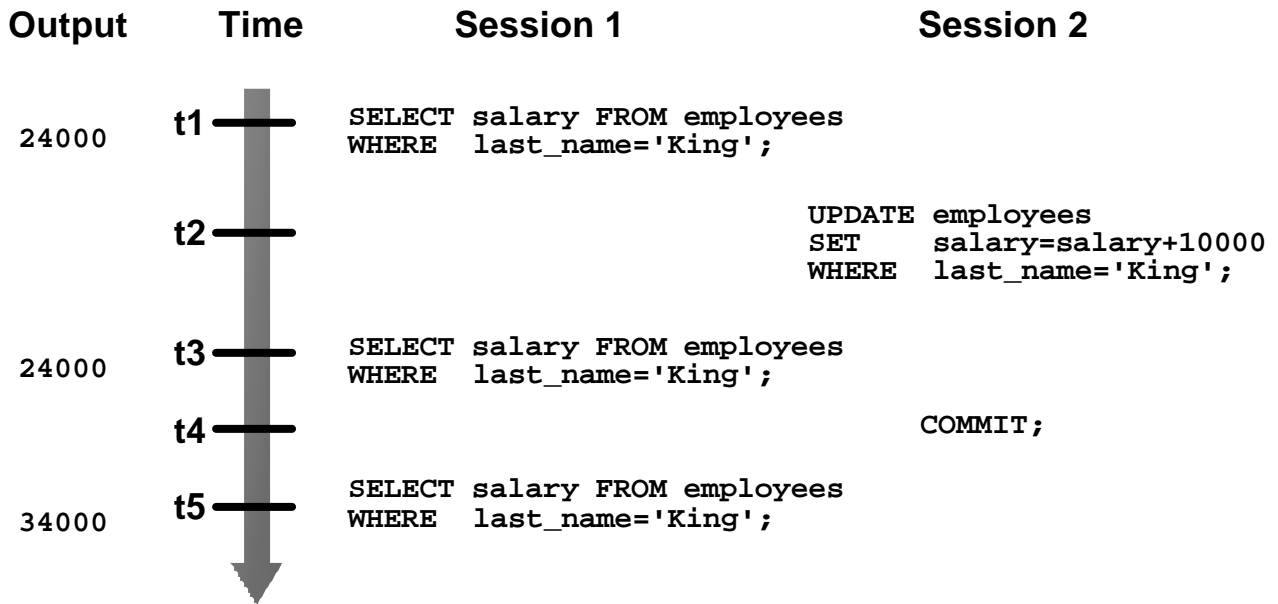 Output Time Session 1 Session 2
24000 t1 SELECT salary FROM employees
WHERE last_name='King';
t2 UPDATE employees
SET salary=salary+10000
WHERE last_name='King';
24000 t3 SELECT salary FROM employees
WHERE last_name='King';
t4 COMMIT;
34000 t5 SELECT salary FROM employees
WHERE last_name='King';